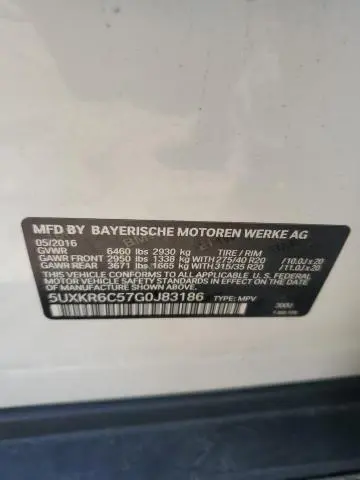 MFD BY BAYERISCHE MOTOREN WERKE AG
05/2016
GVWR 6460 lbs 2930 kg TIRE / RIM
GAWR FRONT 2950 lbs 1338 kg WITH 275/40 R20 /10.0J x 20
GAWR REAR 3671 lbs 1665 kg WITH 315/35 R20 /11.0J x 20
THIS VEHICLE CONFORMS TO ALL APPLICABLE U.S. FEDERAL
MOTOR VEHICLE SAFETY STANDARDS IN EFFECT ON THE
DATE OF MANUFACTURE SHOWN ABOVE.
5UXKR6C57G0J83186 TYPE: MPV 300U